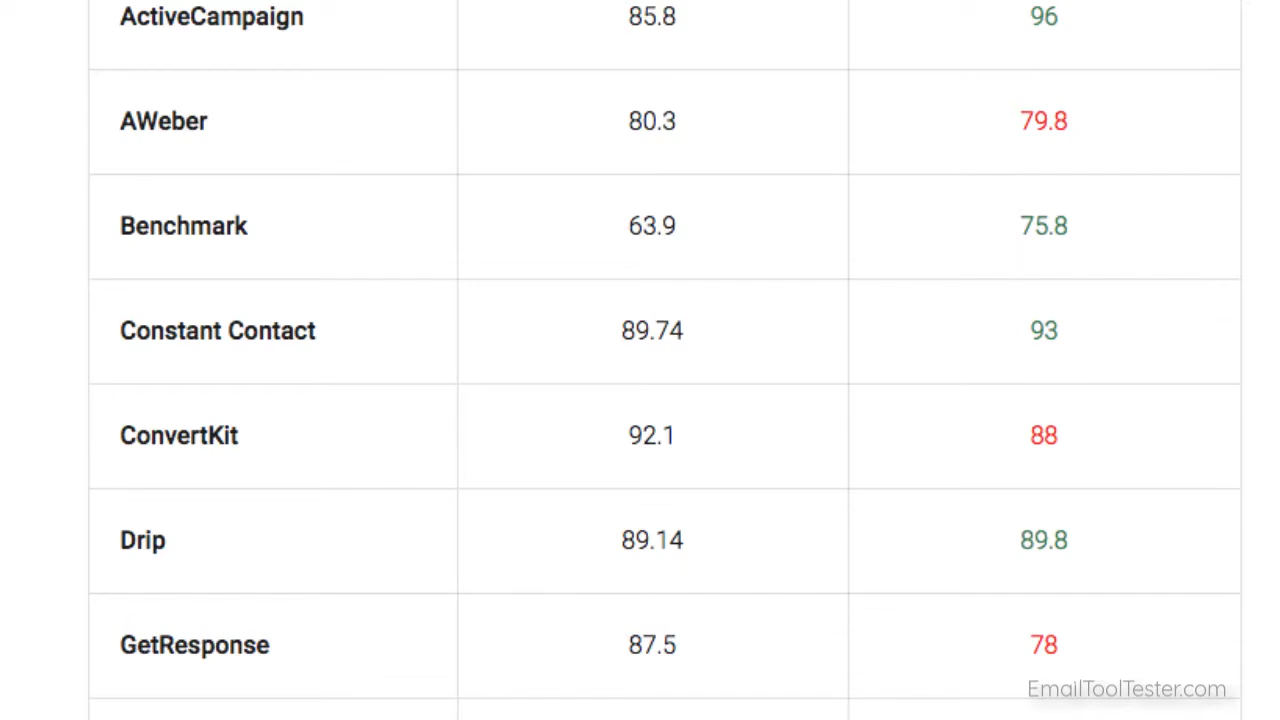 ActiveCampaign 85.8 96
AWeber 80.3 79.8
Benchmark 63.9 75.8
Constant Contact 89.74 93
ConvertKit 92.1 88
Drip 89.14 89.8
GetResponse 87.5 78
EmailToolTester.com